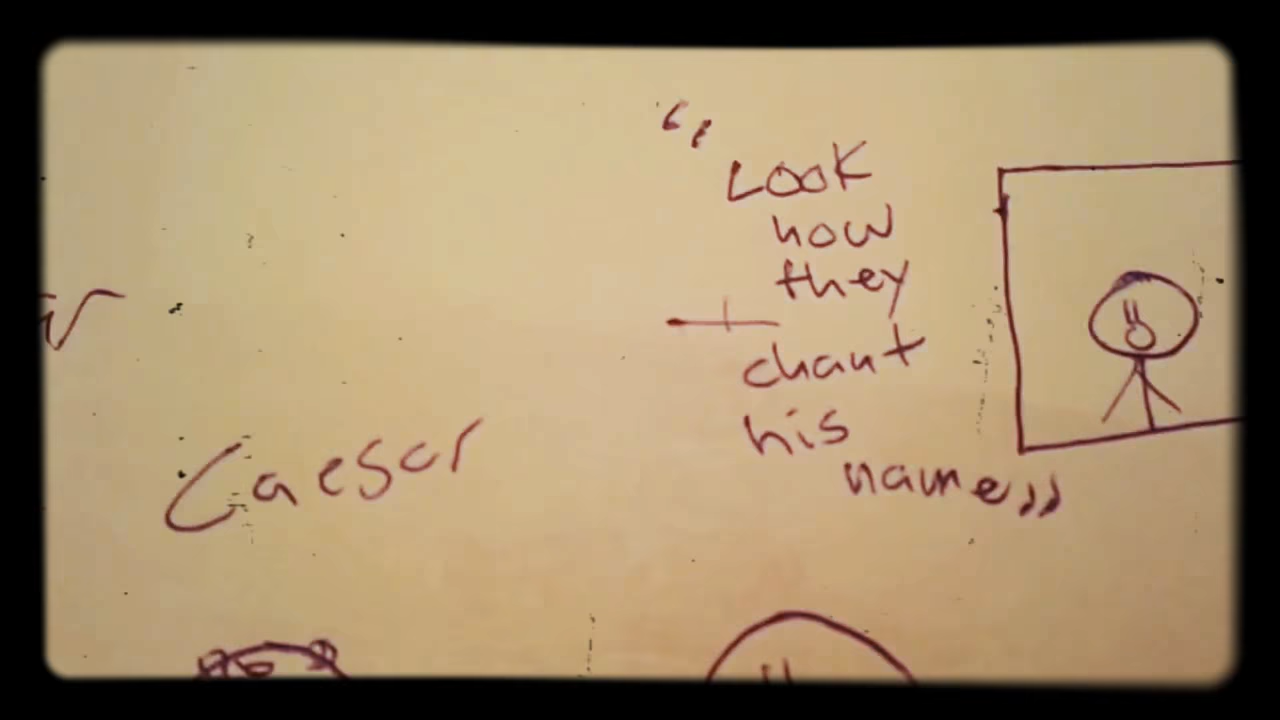 “Look
how
they
chant
his
name”
Caesar